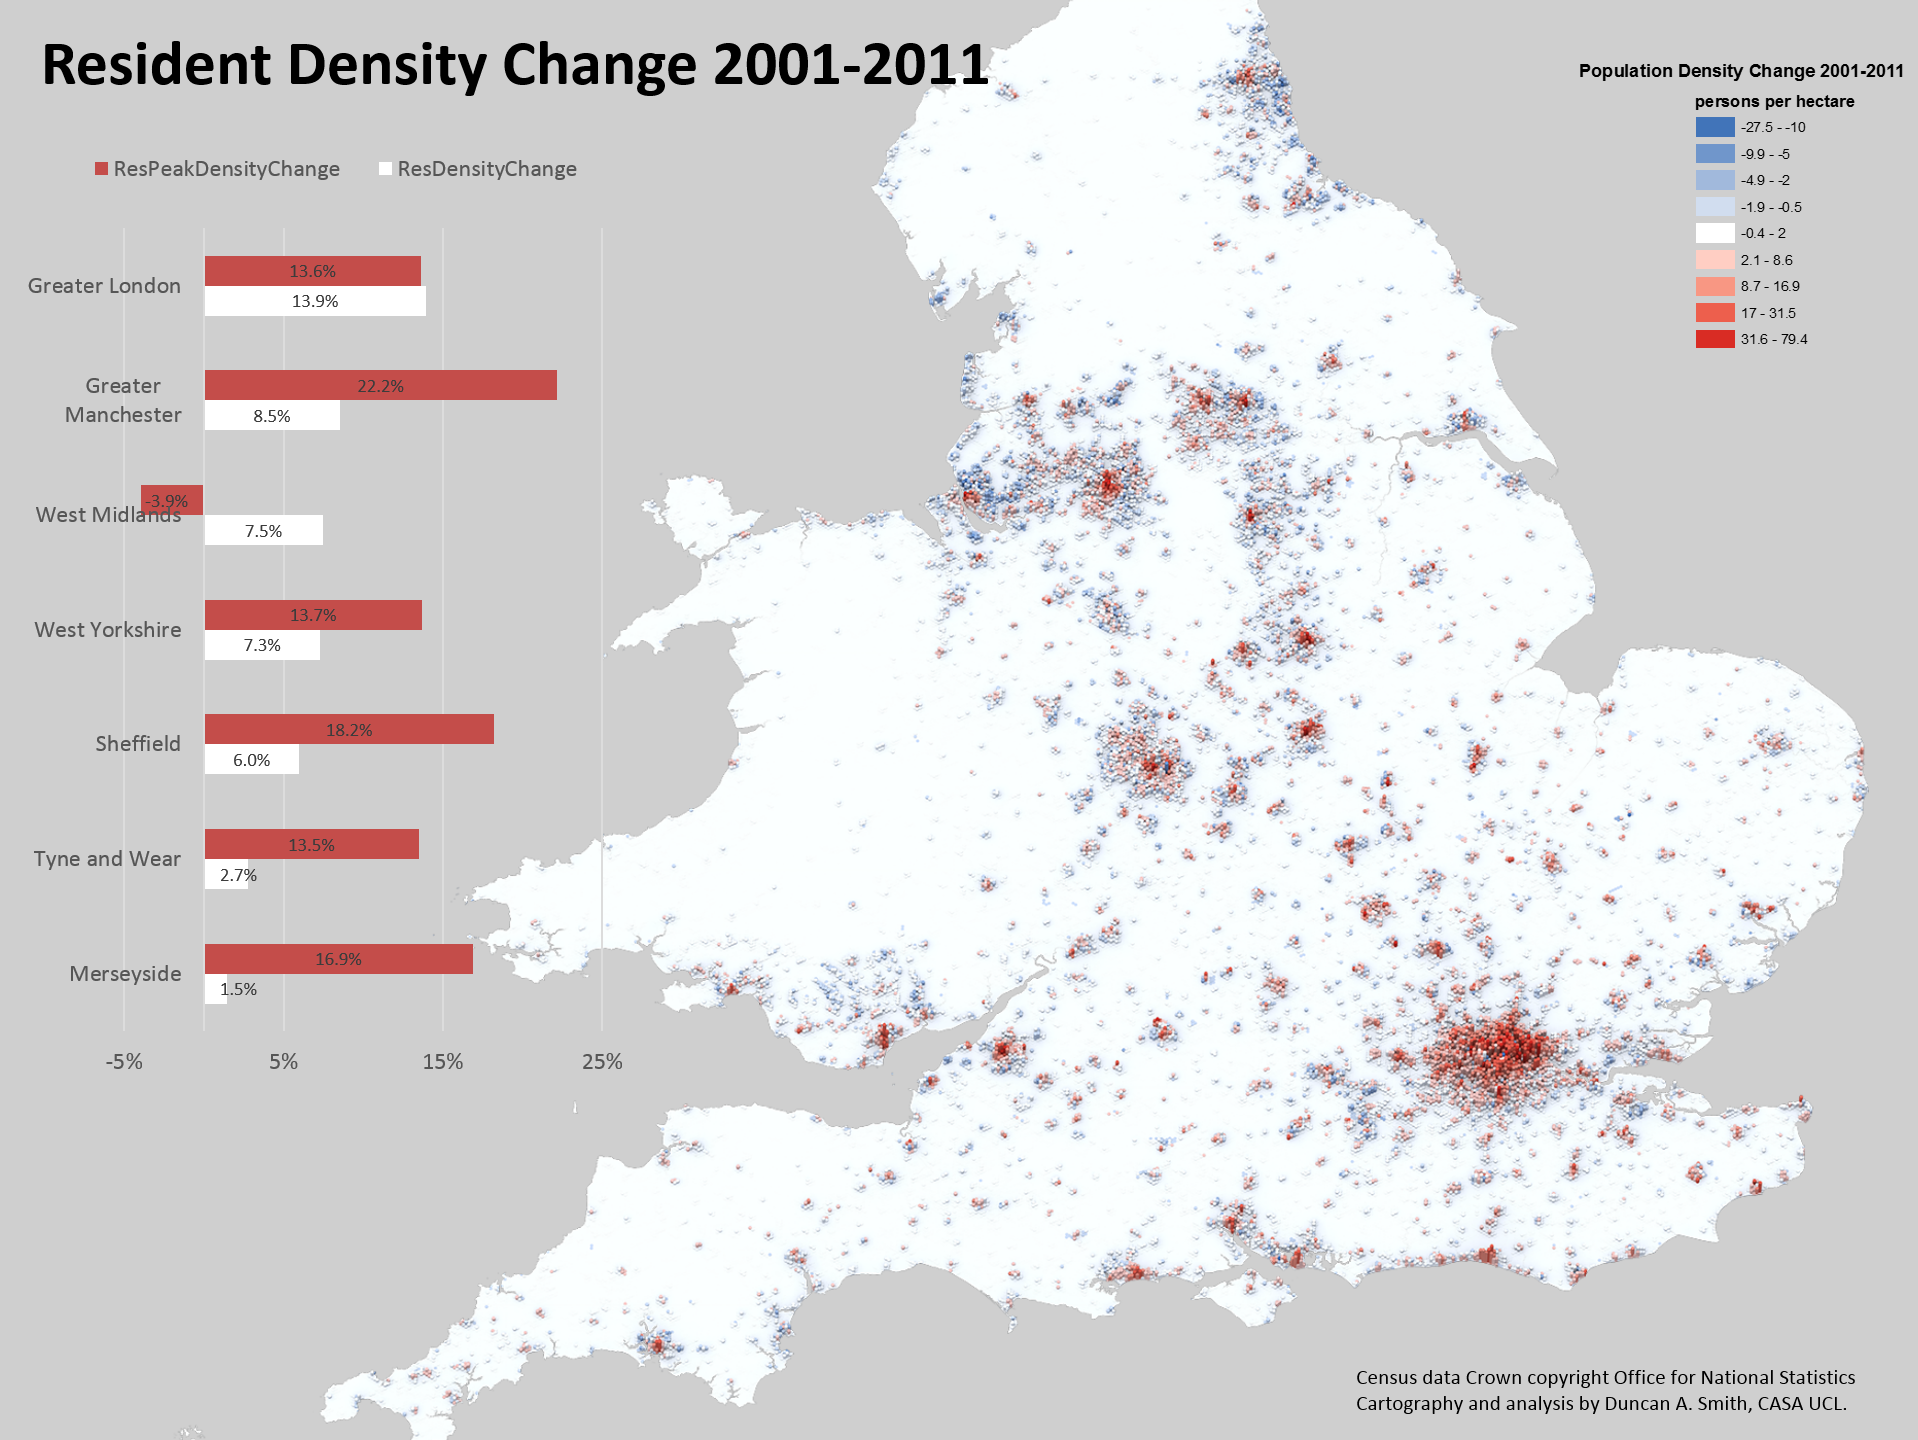 Resident Density Change 2001-2011
ResPeakDensityChange
ResDensityChange
Greater London
13.6%
13.9%
Greater
Manchester
22.2%
8.5%
West Midlands
-3.9%
7.5%
West Yorkshire
13.7%
7.3%
Sheffield
18.2%
6.0%
Tyne and Wear
13.5%
2.7%
Merseyside
16.9%
1.5%
-5%
5%
15%
25%
Population Density Change 2001-2011
persons per hectare
-27.5 - -10
-9.9 - -5
-4.9 - -2
-1.9 - -0.5
-0.4 - 2
2.1 - 8.6
8.7 - 16.9
17 - 31.5
31.6 - 79.4
Census data Crown copyright Office for National Statistics
Cartography and analysis by Duncan A. Smith, CASA UCL.